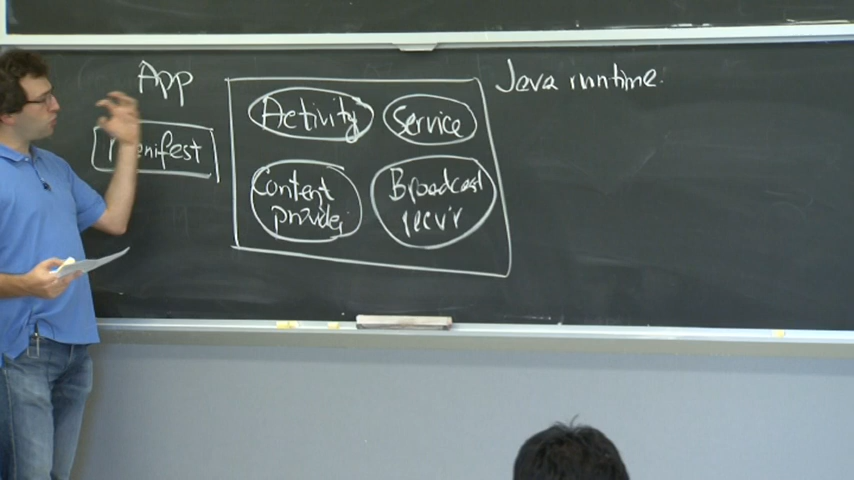 App
Java runtime.
Manifest
Activity
Service
Content
provider
Broadcast
recv'r